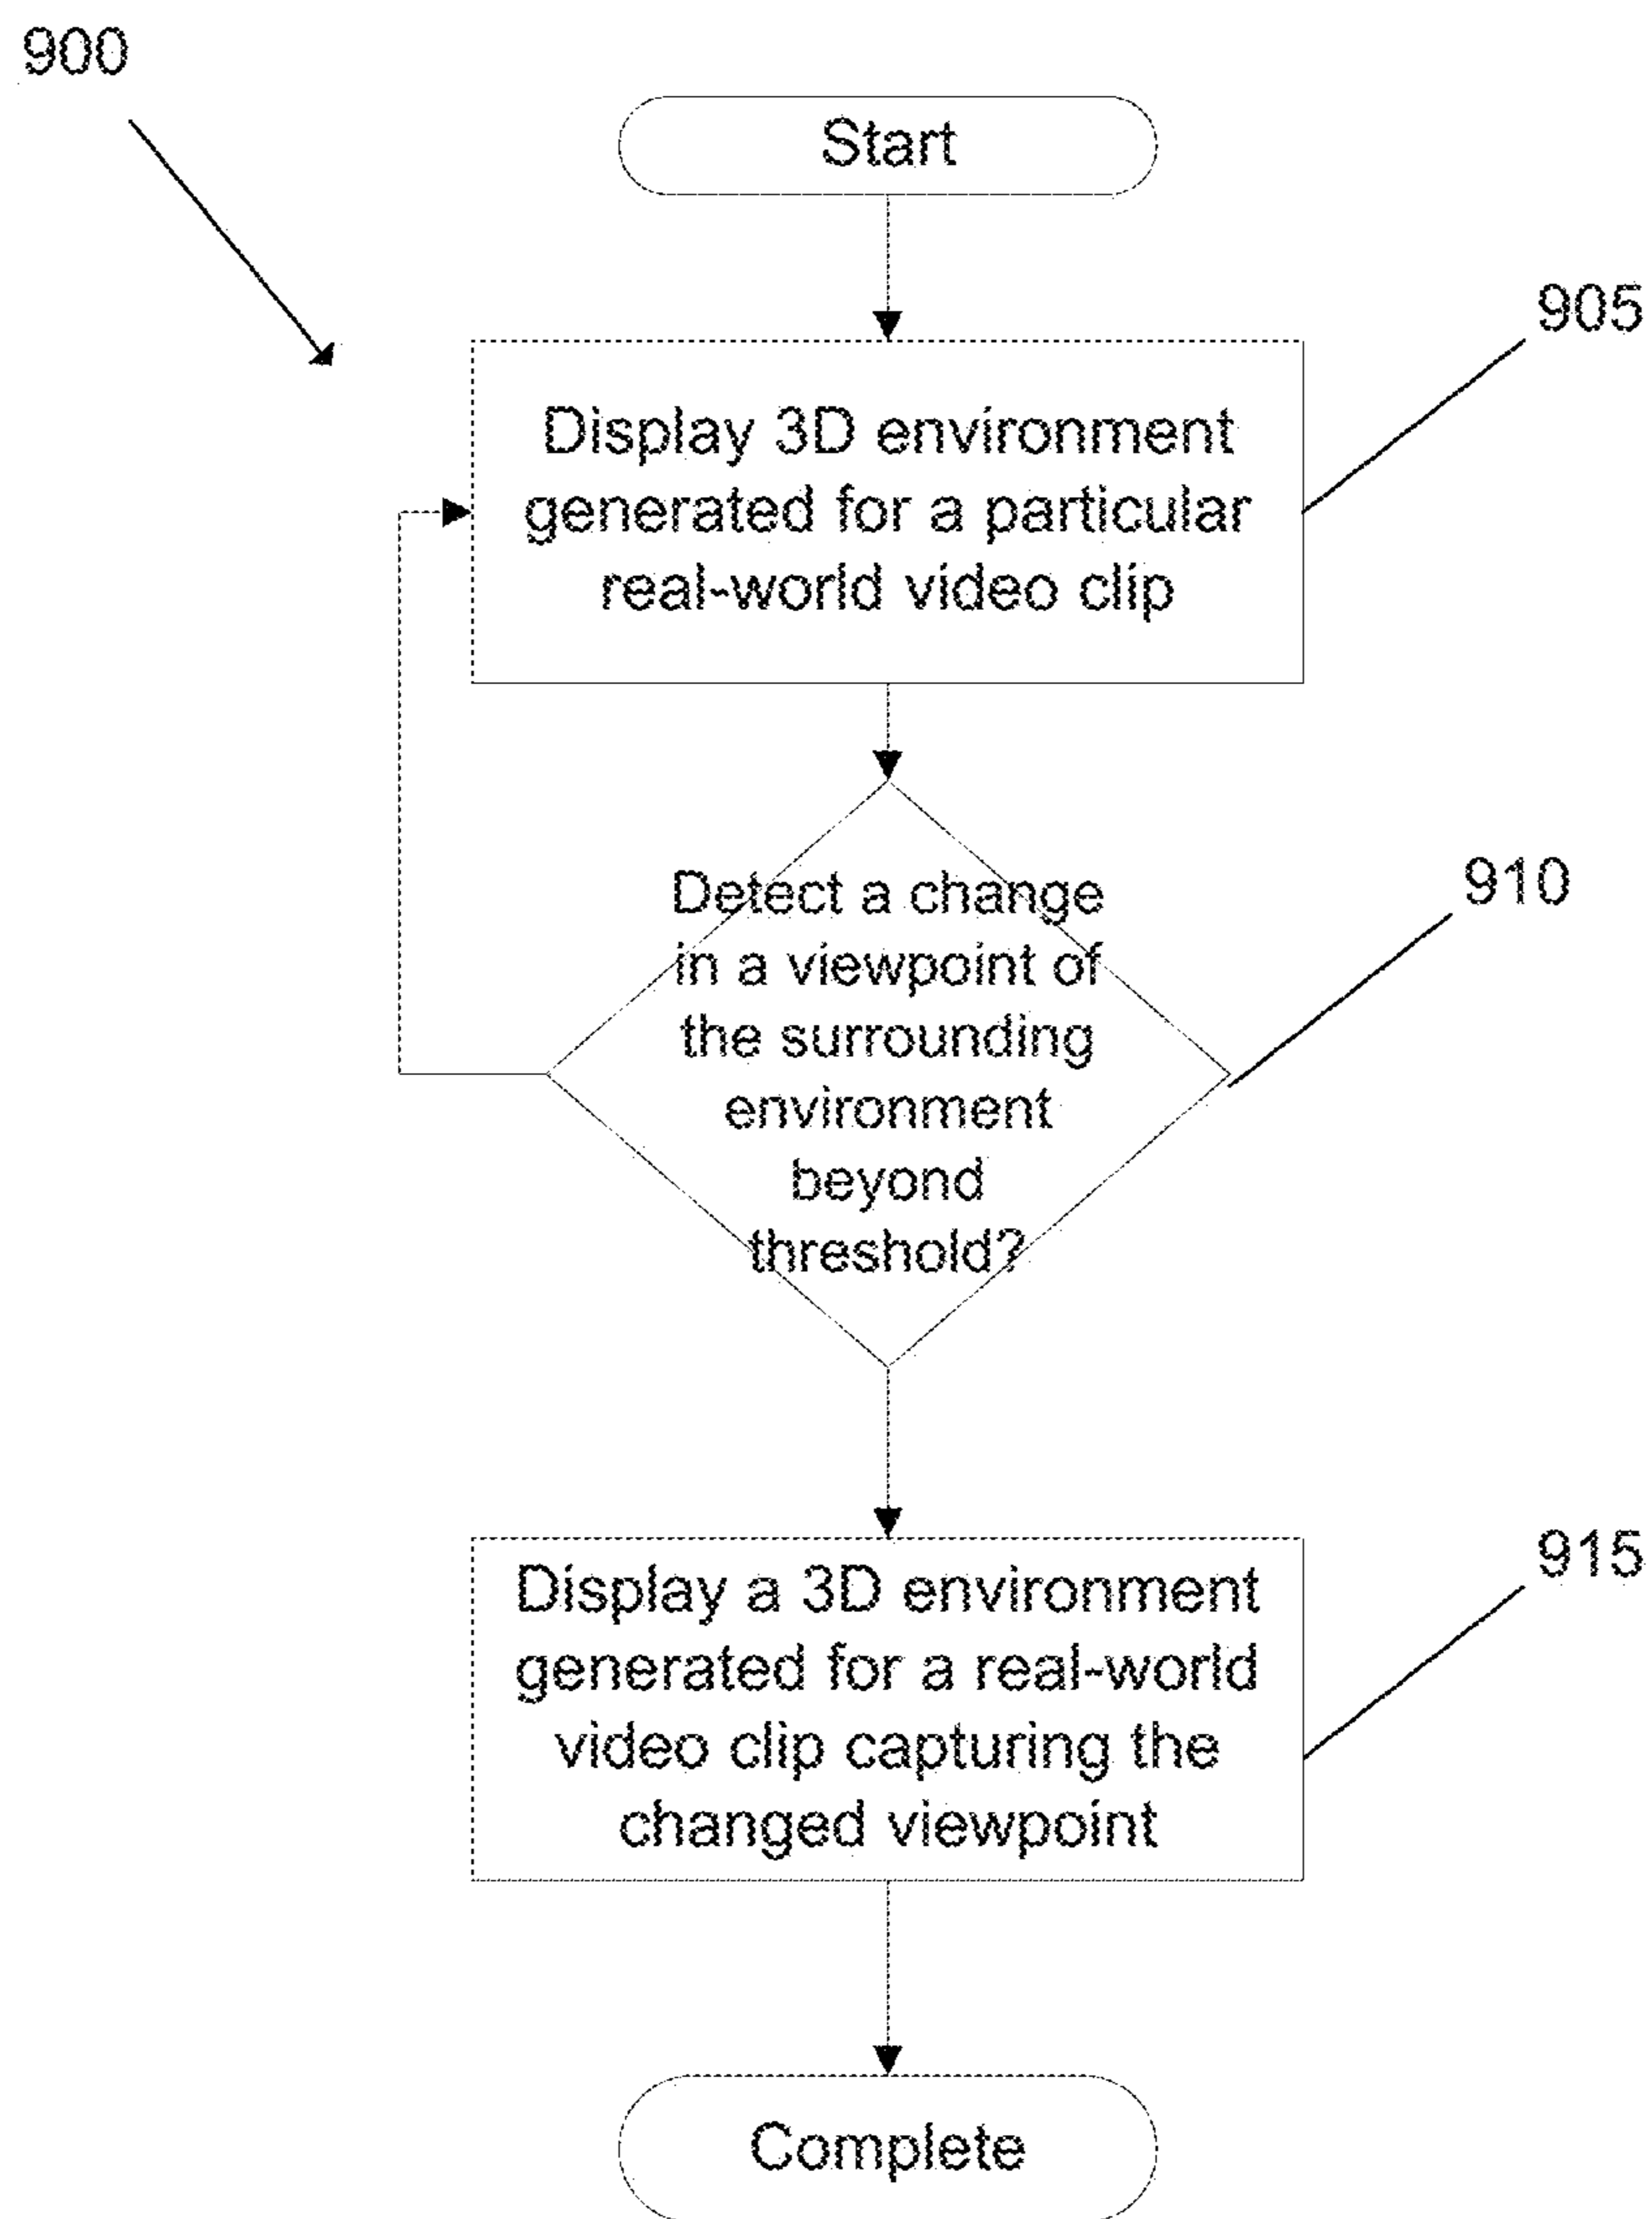 900
Start
905
Display 3D environment
generated for a particular
real-world video clip
910
Detect a change
in a viewpoint of
the surrounding
environment
beyond
threshold?
915
Display a 3D environment
generated for a real-world
video clip capturing the
changed viewpoint
Complete